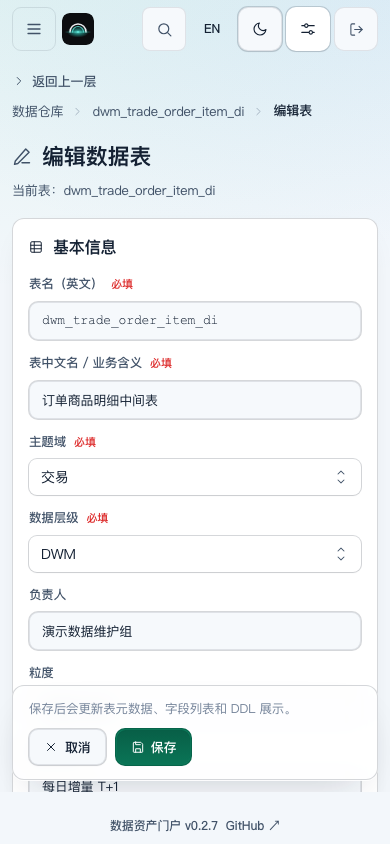 EN
返回上一层
数据仓库 dwm_trade_order_item_di 编辑表
编辑数据表
当前表: dwm_trade_order_item_di
基本信息
表名（英文） 必填
dwm_trade_order_item_di
表中文名 / 业务含义 必填
订单商品明细中间表
主题域 必填
交易
数据层级 必填
DWM
负责人
演示数据维护组
粒度
保存后会更新表元数据、字段列表和 DDL 展示。
取消 保存
每日增量 T+1
数据资产门户 v0.2.7 GitHub ↗